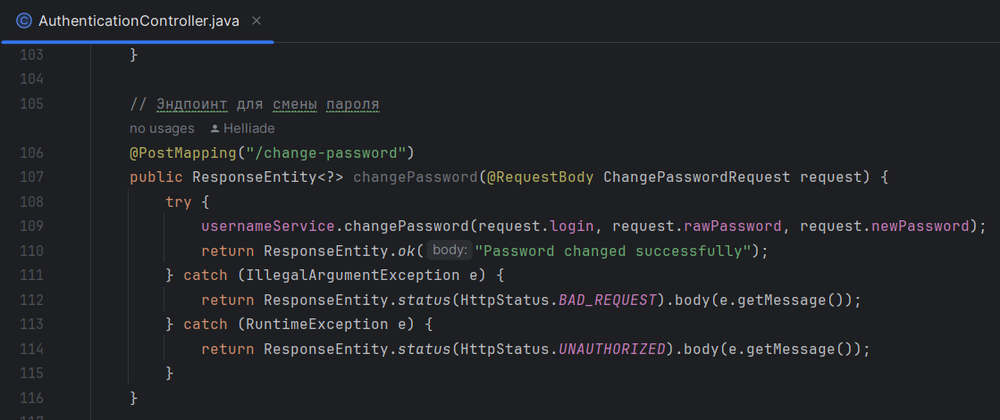 AuthenticationController.java
103 }
104
105 // Эндпоинт для смены пароля
no usages Helliade
106 @PostMapping("/change-password")
107 public ResponseEntity<?> changePassword(@RequestBody ChangePasswordRequest request) {
108 try {
109 usernameService.changePassword(request.login, request.rawPassword, request.newPassword);
110 return ResponseEntity.ok( body: "Password changed successfully");
111 } catch (IllegalArgumentException e) {
112 return ResponseEntity.status(HttpStatus.BAD_REQUEST).body(e.getMessage());
113 } catch (RuntimeException e) {
114 return ResponseEntity.status(HttpStatus.UNAUTHORIZED).body(e.getMessage());
115 }
116 }